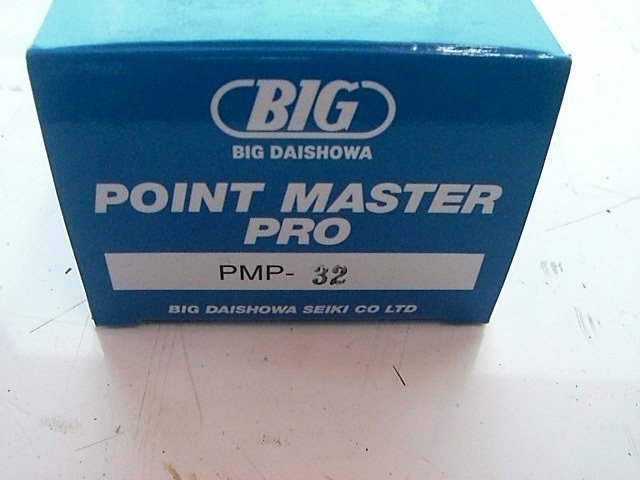 BIG
BIG DAISHOWA
POINT MASTER
PRO
PMP- 32
BIG DAISHOWA SEIKI CO LTD